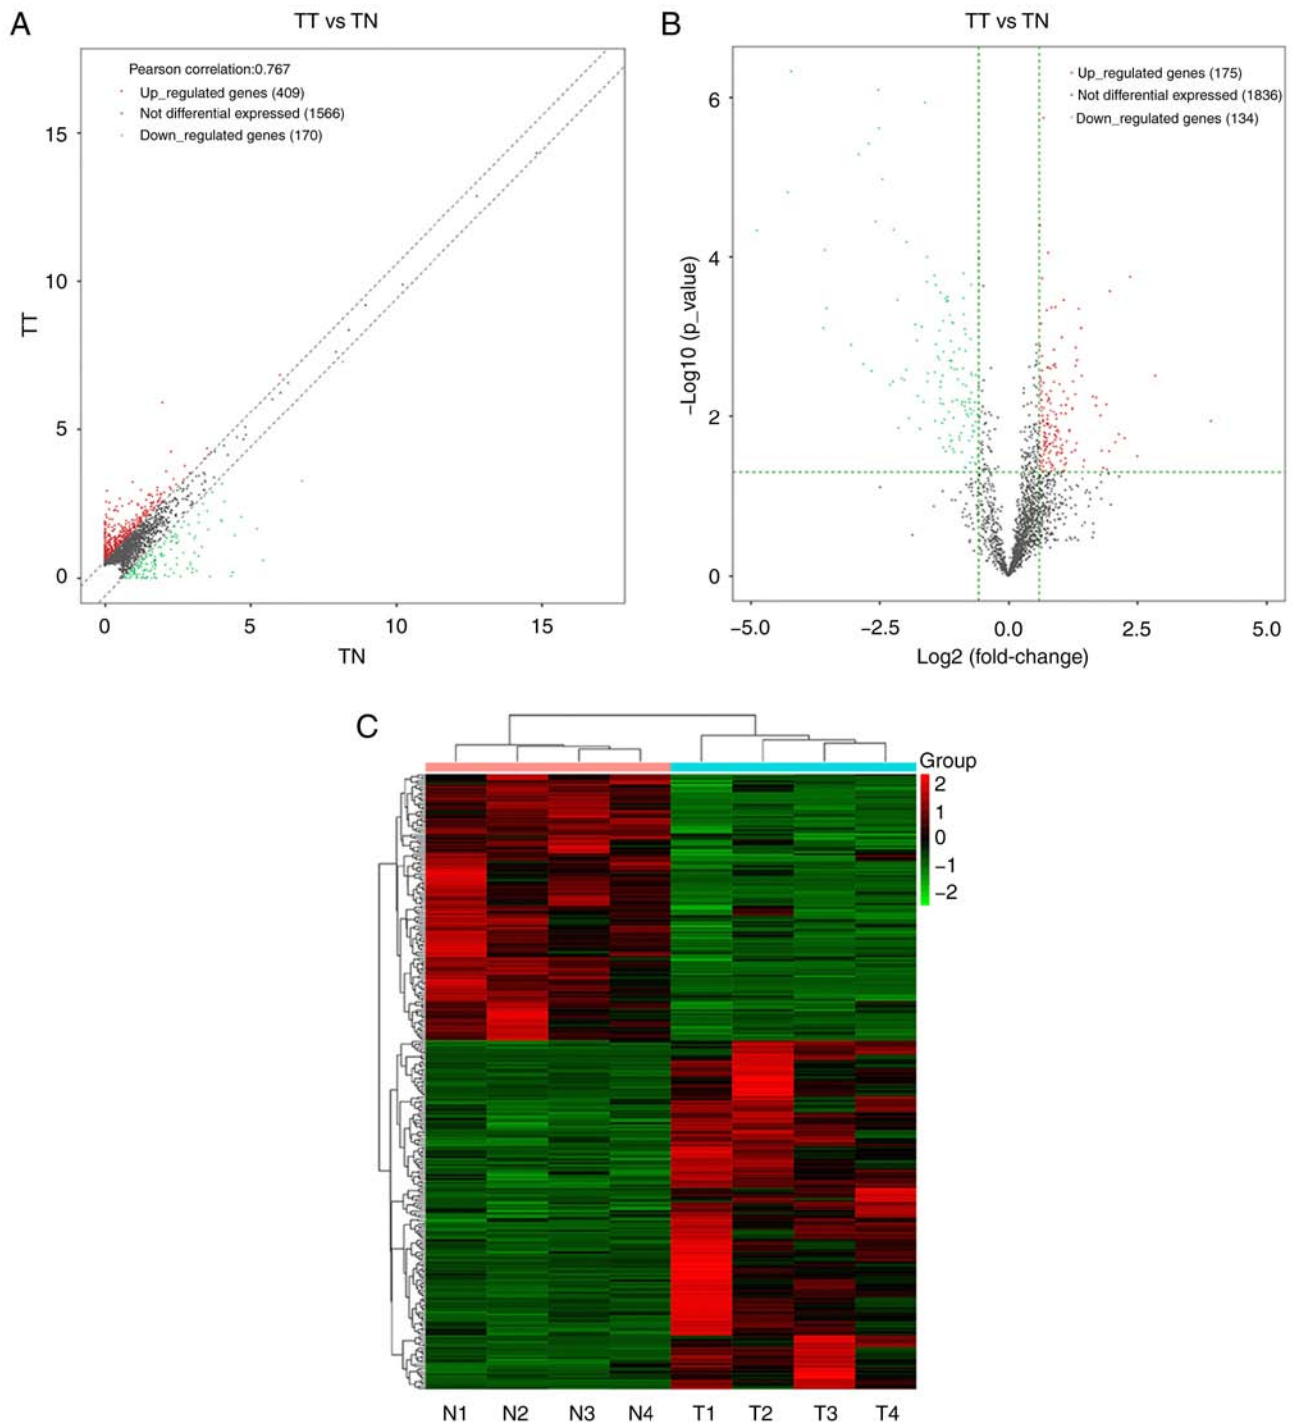 A
TT vs TN
Pearson correlation:0.767
Up_regulated genes (409)
Not differential expressed (1566)
Down_regulated genes (170)
15
10
5
0
TT
0 5 10 15
TN
B
TT vs TN
Up_regulated genes (175)
Not differential expressed (1836)
Down_regulated genes (134)
6
4
2
0
−Log10 (p_value)
−5.0 −2.5 0.0 2.5 5.0
Log2 (fold-change)
C
Group
2
1
0
−1
−2
N1 N2 N3 N4 T1 T2 T3 T4